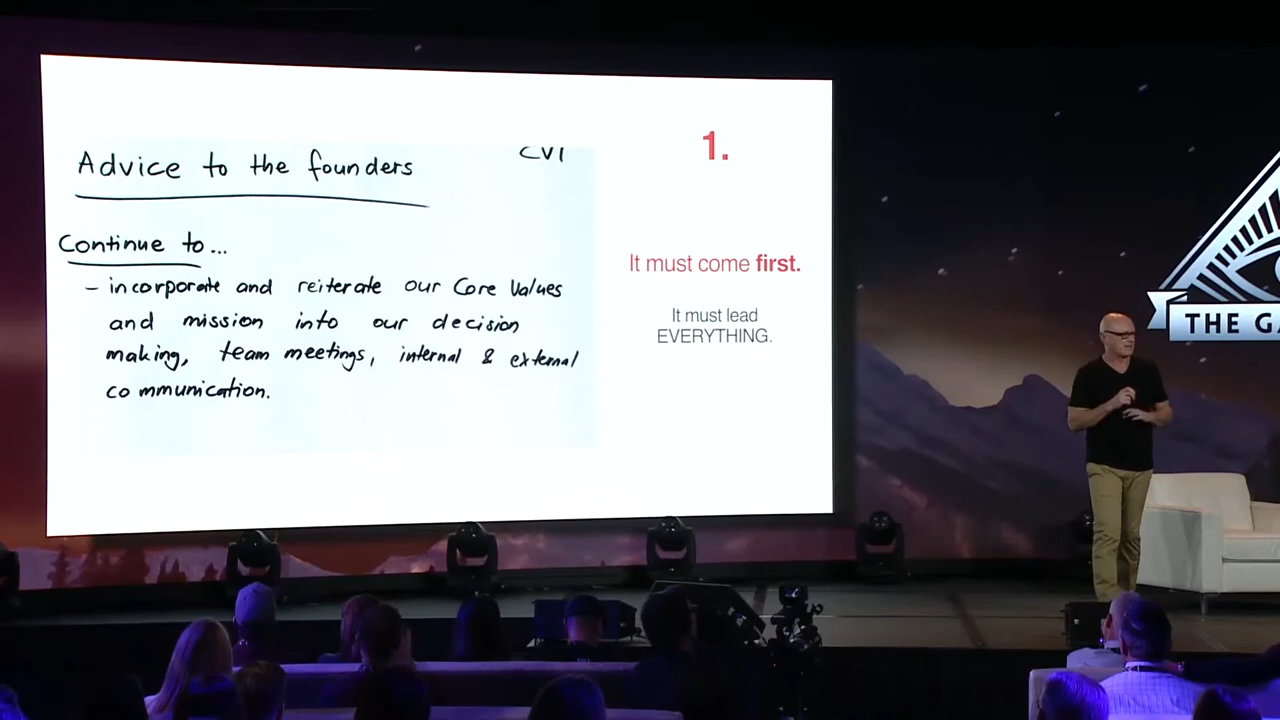 CVI
Advice to the founders
Continue to...
– incorporate and reiterate our Core Values
and mission into our decision
making, team meetings, internal & external
communication.
1.
It must come first.
It must lead
EVERYTHING.
THE